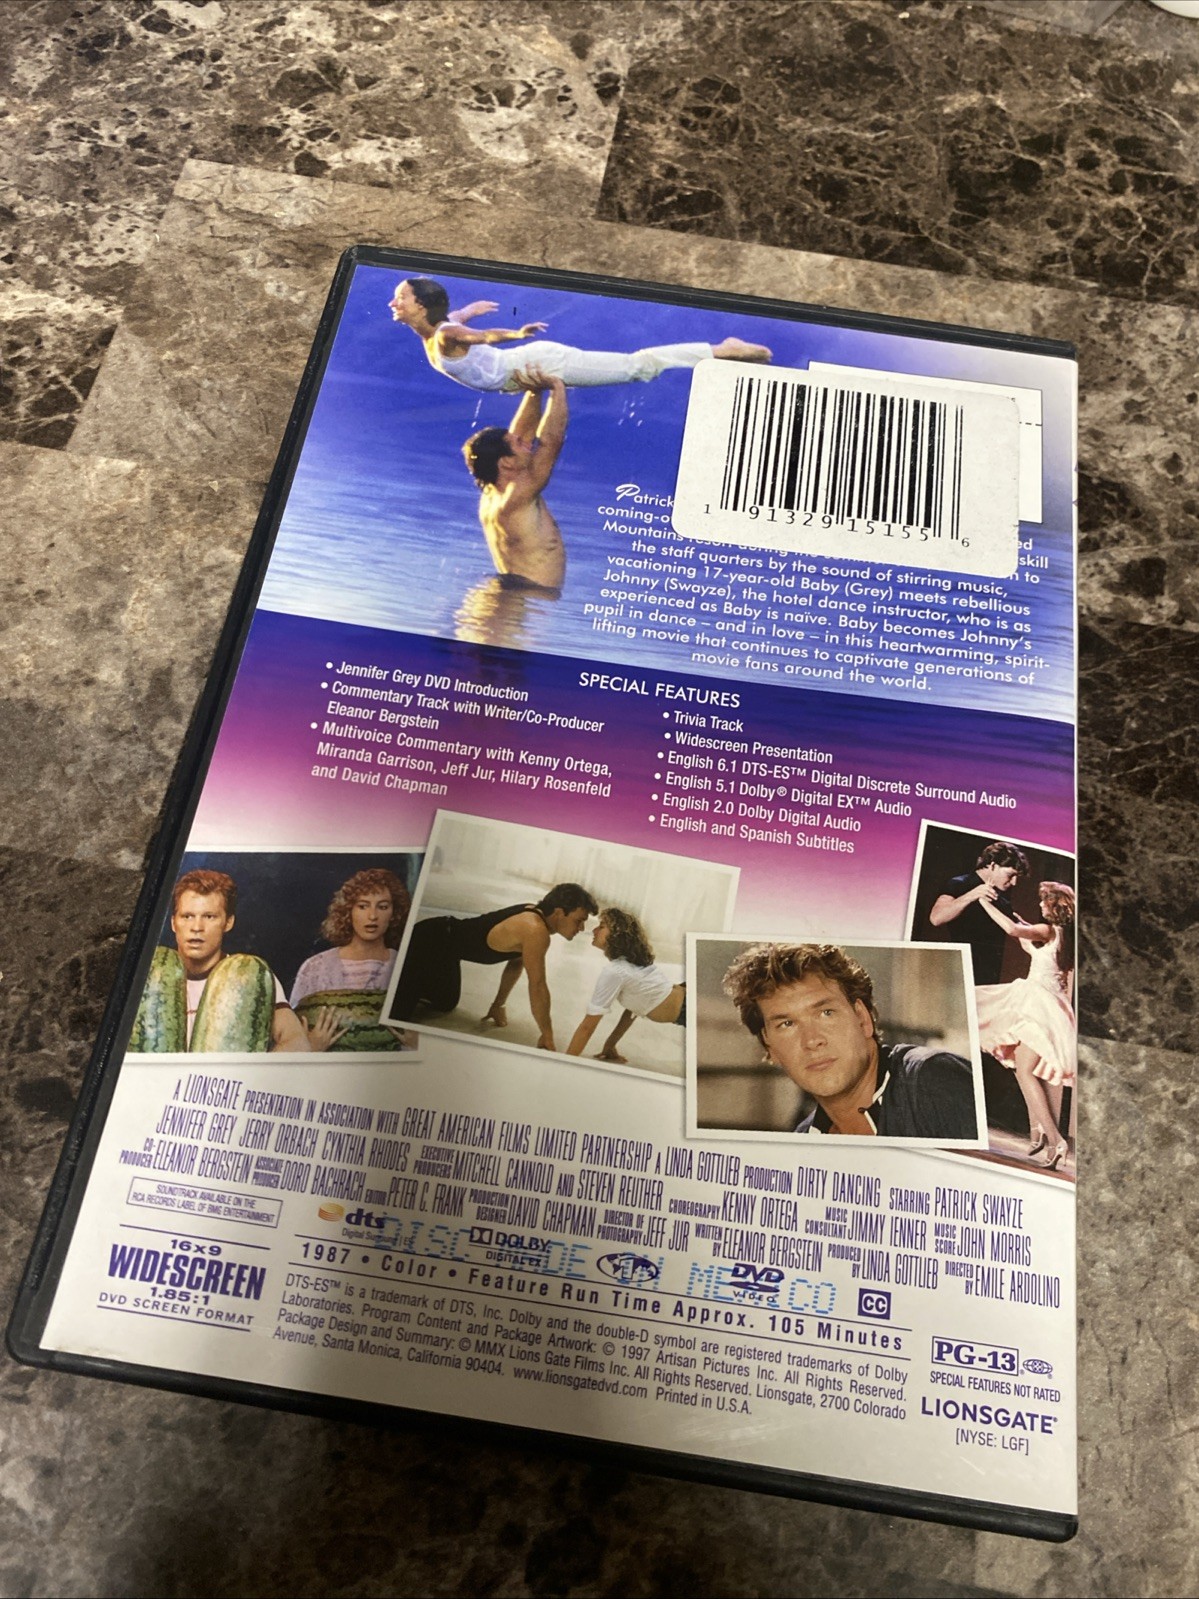 1 91329 15155 6
Patrick
coming-o
Mountains resort during the
skill
the staff quarters by the sound of stirring music,
vacationing 17-year-old Baby (Grey) meets rebellious
Johnny (Swayze), the hotel dance instructor, who is as
experienced as Baby is naïve. Baby becomes Johnny's
pupil in dance – and in love – in this heartwarming, spirit-
lifting movie that continues to captivate generations of
movie fans around the world.
SPECIAL FEATURES
• Jennifer Grey DVD Introduction
• Commentary Track with Writer/Co-Producer
Eleanor Bergstein
• Multivoice Commentary with Kenny Ortega,
Miranda Garrison, Jeff Jur, Hilary Rosenfeld
and David Chapman
• Trivia Track
• Widescreen Presentation
• English 6.1 DTS-ES™ Digital Discrete Surround Audio
• English 5.1 Dolby® Digital EX™ Audio
• English 2.0 Dolby Digital Audio
• English and Spanish Subtitles
A LIONSGATE PRESENTATION IN ASSOCIATION WITH GREAT AMERICAN FILMS LIMITED PARTNERSHIP A LINDA GOTTLIEB PRODUCTION DIRTY DANCING STARRING PATRICK SWAYZE
JENNIFER GREY JERRY ORBACH CYNTHIA RHODES EXECUTIVE PRODUCERS MITCHELL CANNOLD AND STEVEN REUTHER CHOREOGRAPHY KENNY ORTEGA MUSIC CONSULTANT JIMMY IENNER MUSIC SCORE JOHN MORRIS
CO-PRODUCER ELEANOR BERGSTEIN ASSOCIATE PRODUCER DORO BACHRACH EDITOR PETER C. FRANK PRODUCTION DESIGNER DAVID CHAPMAN DIRECTOR OF PHOTOGRAPHY JEFF JUR WRITTEN BY ELEANOR BERGSTEIN PRODUCED BY LINDA GOTTLIEB DIRECTED BY EMILE ARDOLINO
SOUNDTRACK AVAILABLE ON THE
RCA RECORDS LABEL OF BMG ENTERTAINMENT
dts
Digital Surround | ES
DOLBY
DIGITAL EX
DVD
VIDEO
CC
DISC MADE IN MEXICO
16x9
WIDESCREEN
1.85:1
DVD SCREEN FORMAT
1987 • Color • Feature Run Time Approx. 105 Minutes
DTS-ES™ is a trademark of DTS, Inc. Dolby and the double-D symbol are registered trademarks of Dolby
Laboratories. Program Content and Package Artwork: © 1997 Artisan Pictures Inc. All Rights Reserved.
Package Design and Summary: © MMX Lions Gate Films Inc. All Rights Reserved. Lionsgate, 2700 Colorado
Avenue, Santa Monica, California 90404. www.lionsgatedvd.com Printed in U.S.A.
PG-13
SPECIAL FEATURES NOT RATED
LIONSGATE®
[NYSE: LGF]